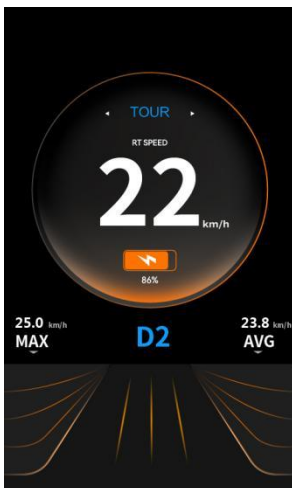 TOUR
RT SPEED
22 km/h
86%
25.0 km/h
MAX
D2
23.8 km/h
AVG